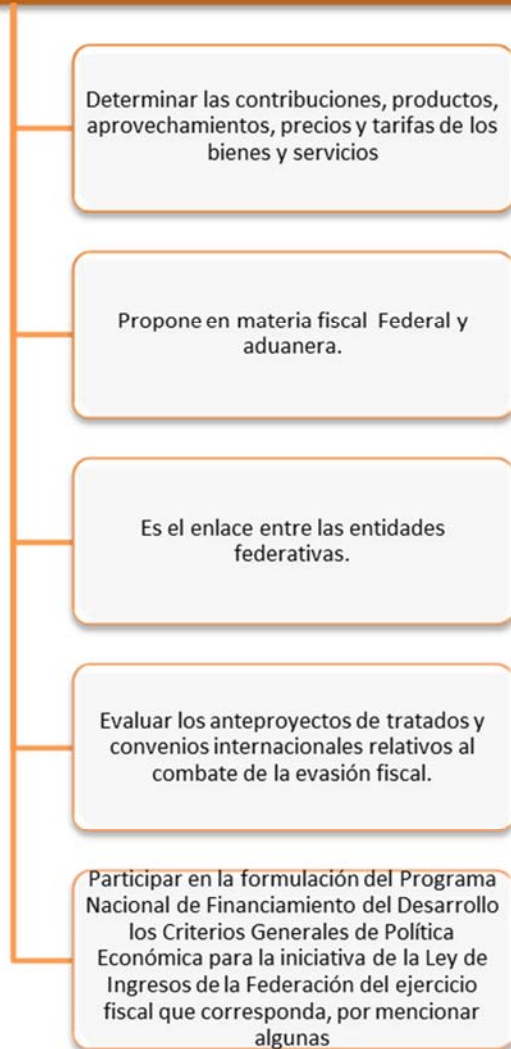 Determinar las contribuciones, productos,
aprovechamientos, precios y tarifas de los
bienes y servicios
Propone en materia fiscal Federal y
aduanera.
Es el enlace entre las entidades
federativas.
Evaluar los anteproyectos de tratados y
convenios internacionales relativos al
combate de la evasión fiscal.
Participar en la formulación del Programa
Nacional de Financiamiento del Desarrollo
los Criterios Generales de Política
Económica para la iniciativa de la Ley de
Ingresos de la Federación del ejercicio
fiscal que corresponda, por mencionar
algunas